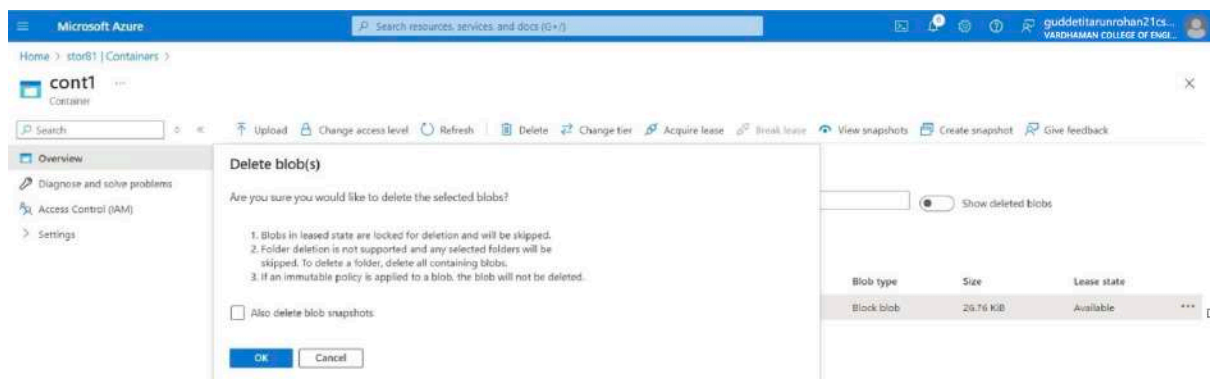 Microsoft Azure
Search resources, services, and docs (G+/)
guddetitarunrohan21cs...
VARDHAMAN COLLEGE OF ENGI...
Home > stor81 | Containers >
cont1 ...
Container
Search
Upload Change access level Refresh Delete Change tier Acquire lease Break lease View snapshots Create snapshot Give feedback
Overview
Diagnose and solve problems
Access Control (IAM)
Settings
Delete blob(s)
Are you sure you would like to delete the selected blobs?
1. Blobs in leased state are locked for deletion and will be skipped.
2. Folder deletion is not supported and any selected folders will be
skipped. To delete a folder, delete all containing blobs.
3. If an immutable policy is applied to a blob, the blob will not be deleted.
Also delete blob snapshots
OK Cancel
Show deleted blobs
Blob type Size Lease state
Block blob 26.76 KiB Available ...